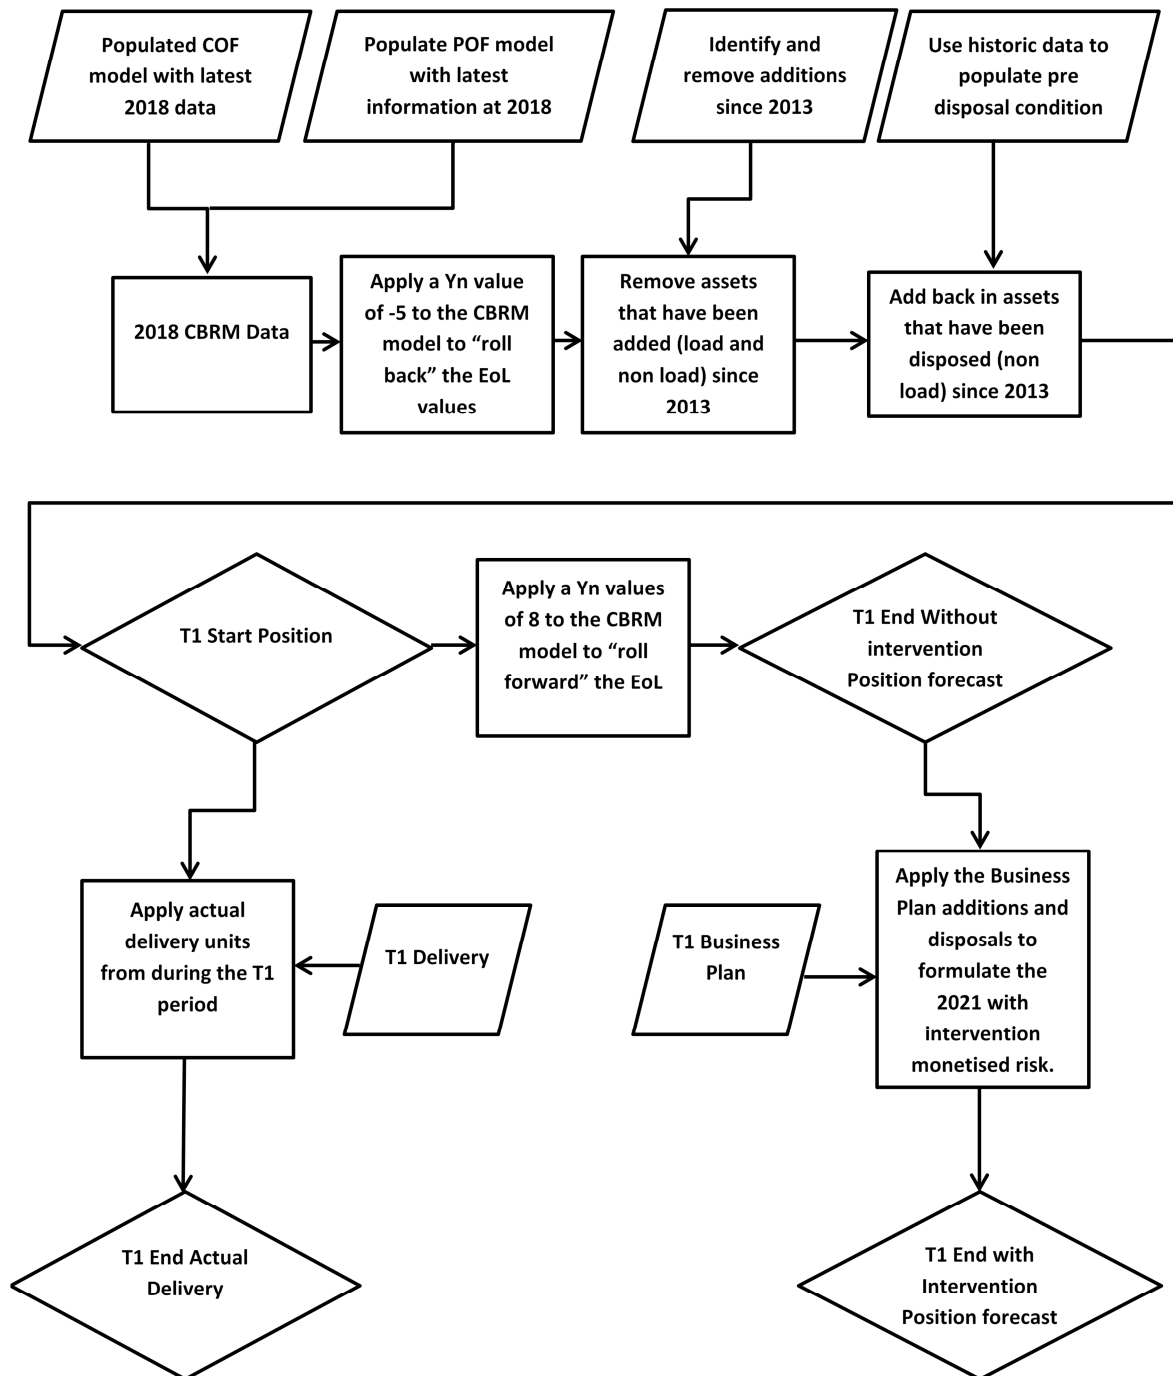 Populated COF
model with latest
2018 data
Populate POF model
with latest
information at 2018
Identify and
remove additions
since 2013
Use historic data to
populate pre
disposal condition
2018 CBRM Data
Apply a Yn value
of -5 to the CBRM
model to “roll
back” the EoL
values
Remove assets
that have been
added (load and
non load) since
2013
Add back in assets
that have been
disposed (non
load) since 2013
T1 Start Position
Apply a Yn values
of 8 to the CBRM
model to “roll
forward” the EoL
T1 End Without
intervention
Position forecast
Apply actual
delivery units
from during the T1
period
T1 Delivery
T1 Business
Plan
Apply the Business
Plan additions and
disposals to
formulate the
2021 with
intervention
monetised risk.
T1 End Actual
Delivery
T1 End with
Intervention
Position forecast